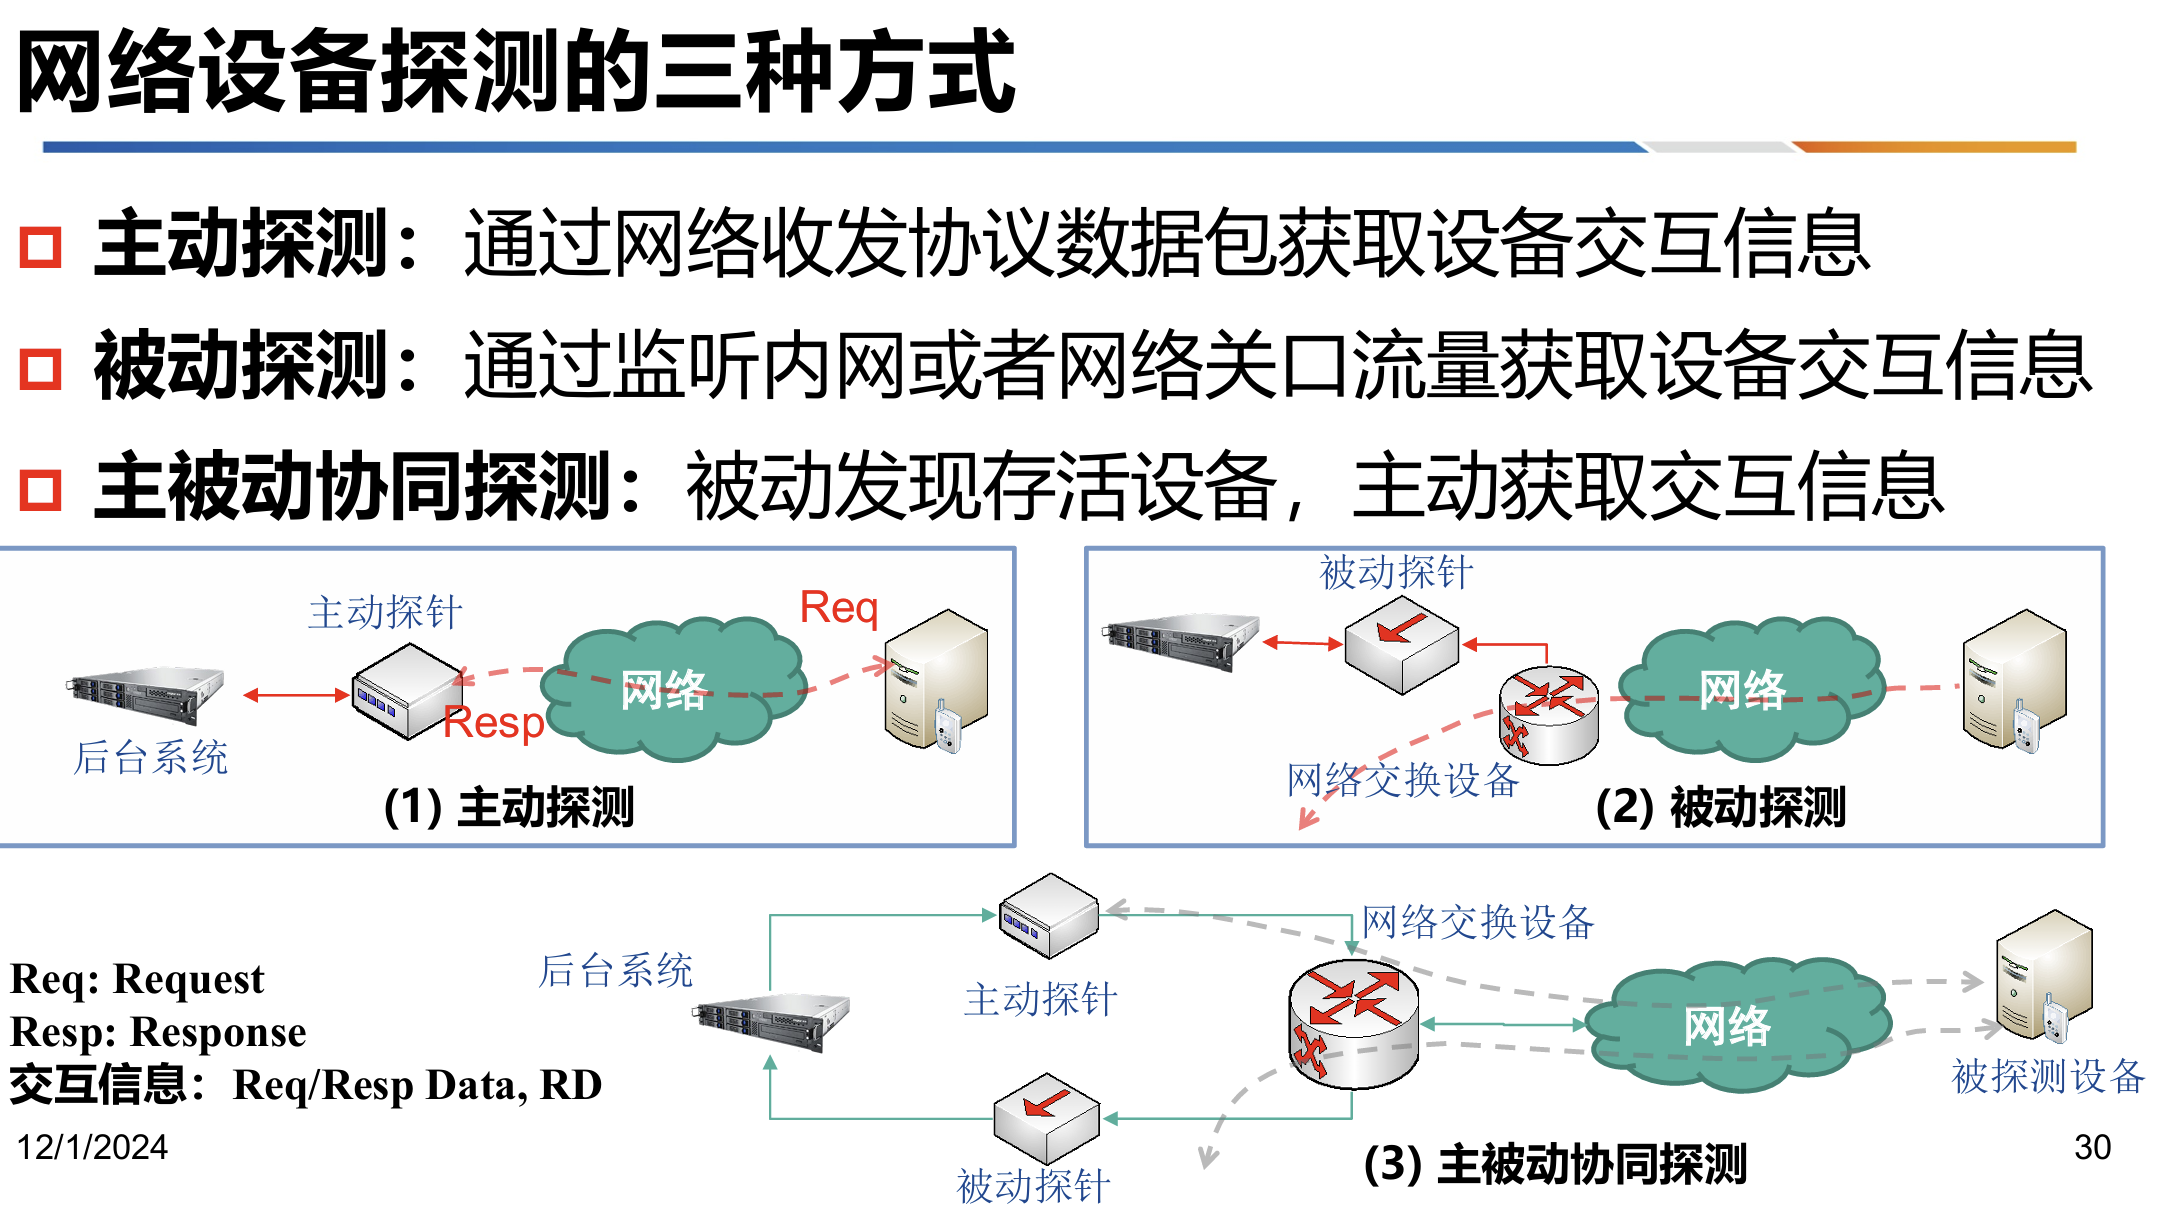 网络设备探测的三种方式
主动探测：通过网络收发协议数据包获取设备交互信息
被动探测：通过监听内网或者网络关口流量获取设备交互信息
主被动协同探测：被动发现存活设备，主动获取交互信息
主动探针
Req
网络
Resp
后台系统
(1) 主动探测
被动探针
网络
网络交换设备
(2) 被动探测
网络交换设备
后台系统
主动探针
网络
被探测设备
被动探针
(3) 主被动协同探测
Req: Request
Resp: Response
交互信息：Req/Resp Data, RD
12/1/2024
30